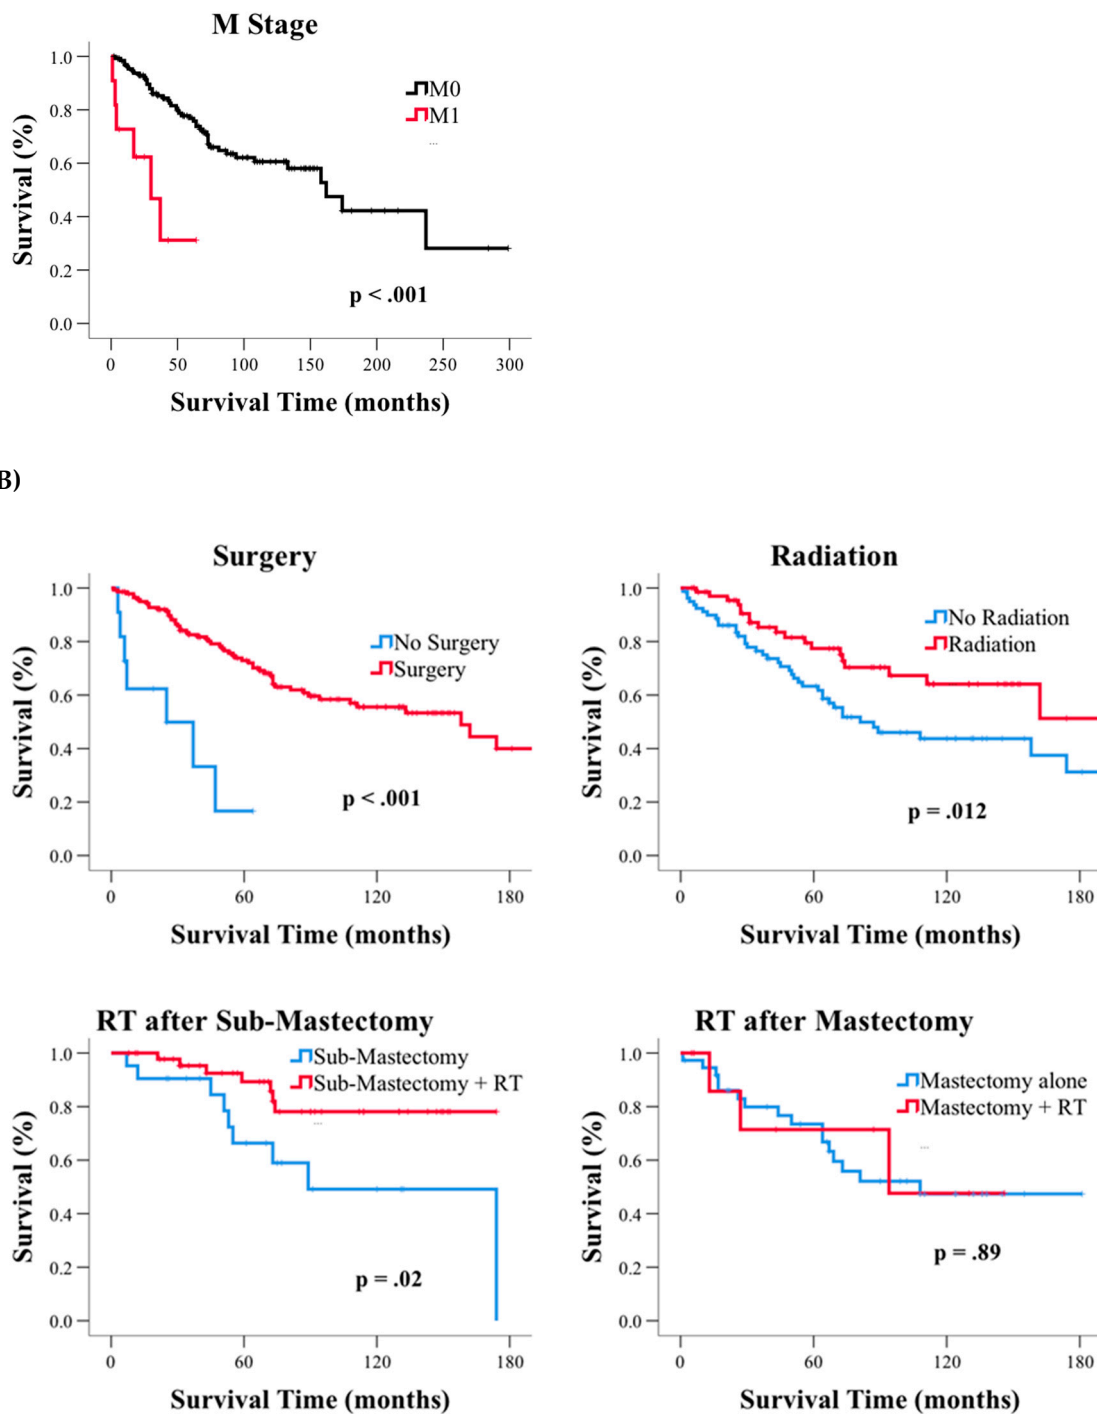 M Stage
1.0
0.8
0.6
0.4
0.2
0.0
Survival (%)
M0
M1
...
p < .001
0 50 100 150 200 250 300
Survival Time (months)
B)
Surgery
1.0
0.8
0.6
0.4
0.2
0.0
Survival (%)
No Surgery
Surgery
p < .001
0 60 120 180
Survival Time (months)
Radiation
1.0
0.8
0.6
0.4
0.2
0.0
Survival (%)
No Radiation
Radiation
p = .012
0 60 120 180
Survival Time (months)
RT after Sub-Mastectomy
1.0
0.8
0.6
0.4
0.2
0.0
Survival (%)
Sub-Mastectomy
Sub-Mastectomy + RT
...
p = .02
0 60 120 180
Survival Time (months)
RT after Mastectomy
1.0
0.8
0.6
0.4
0.2
0.0
Survival (%)
Mastectomy alone
Mastectomy + RT
...
p = .89
0 60 120 180
Survival Time (months)